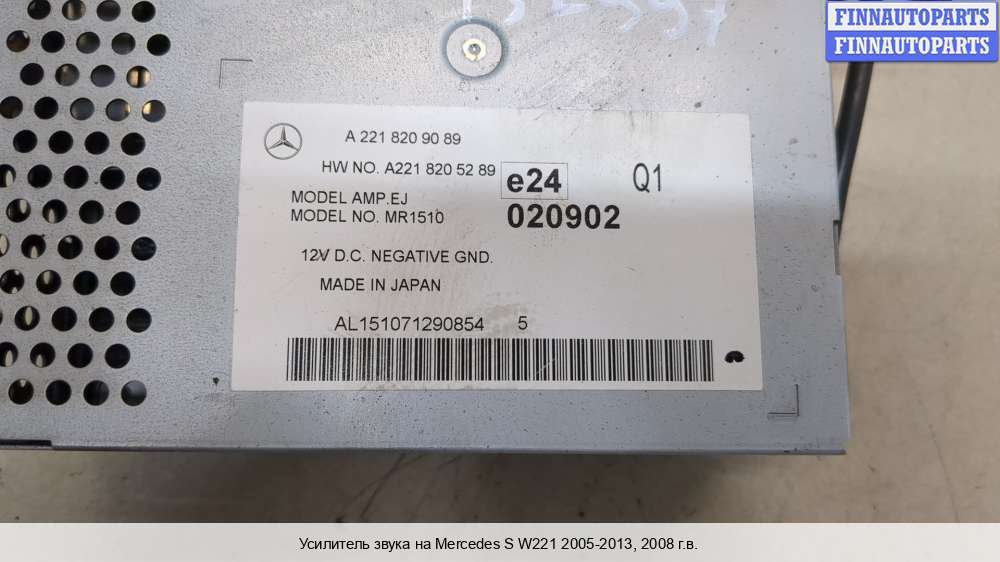 FINNAUTOPARTS
FINNAUTOPARTS
A 221 820 90 89
HW NO. A221 820 52 89
e24
Q1
MODEL AMP.EJ
MODEL NO. MR1510
020902
12V D.C. NEGATIVE GND.
MADE IN JAPAN
AL151071290854 5
Усилитель звука на Mercedes S W221 2005-2013, 2008 г.в.